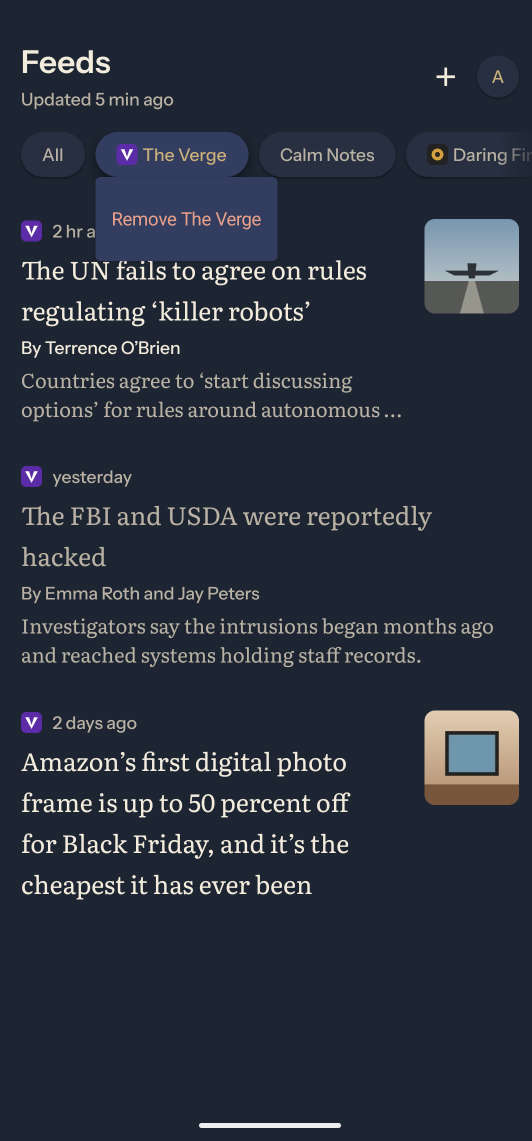 Feeds
Updated 5 min ago
A
All
The Verge
Calm Notes
Daring
Remove The Verge
2 hr
The UN fails to agree on rules
regulating ‘killer robots’
By Terrence O’Brien
Countries agree to ‘start discussing
options’ for rules around autonomous ...
yesterday
The FBI and USDA were reportedly
hacked
By Emma Roth and Jay Peters
Investigators say the intrusions began months ago
and reached systems holding staff records.
2 days ago
Amazon’s first digital photo
frame is up to 50 percent off
for Black Friday, and it’s the
cheapest it has ever been